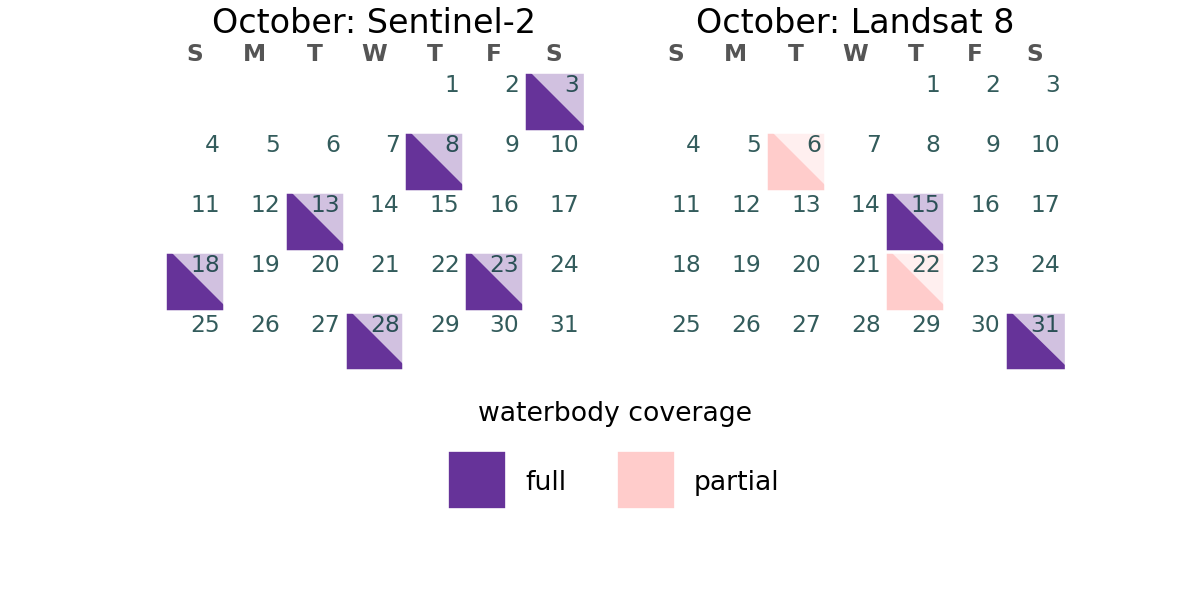 October: Sentinel-2
S M T W T F S
1 2 3
4 5 6 7 8 9 10
11 12 13 14 15 16 17
18 19 20 21 22 23 24
25 26 27 28 29 30 31
October: Landsat 8
S M T W T F S
1 2 3
4 5 6 7 8 9 10
11 12 13 14 15 16 17
18 19 20 21 22 23 24
25 26 27 28 29 30 31
waterbody coverage
full partial